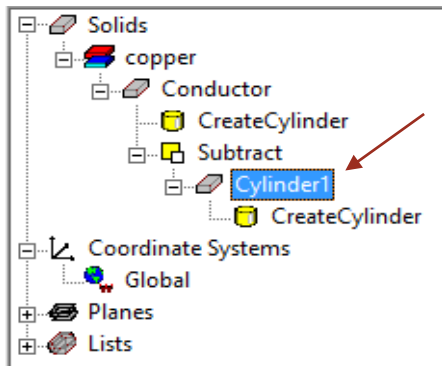 Solids
copper
Conductor
CreateCylinder
Subtract
Cylinder1
CreateCylinder
Coordinate Systems
Global
Planes
Lists